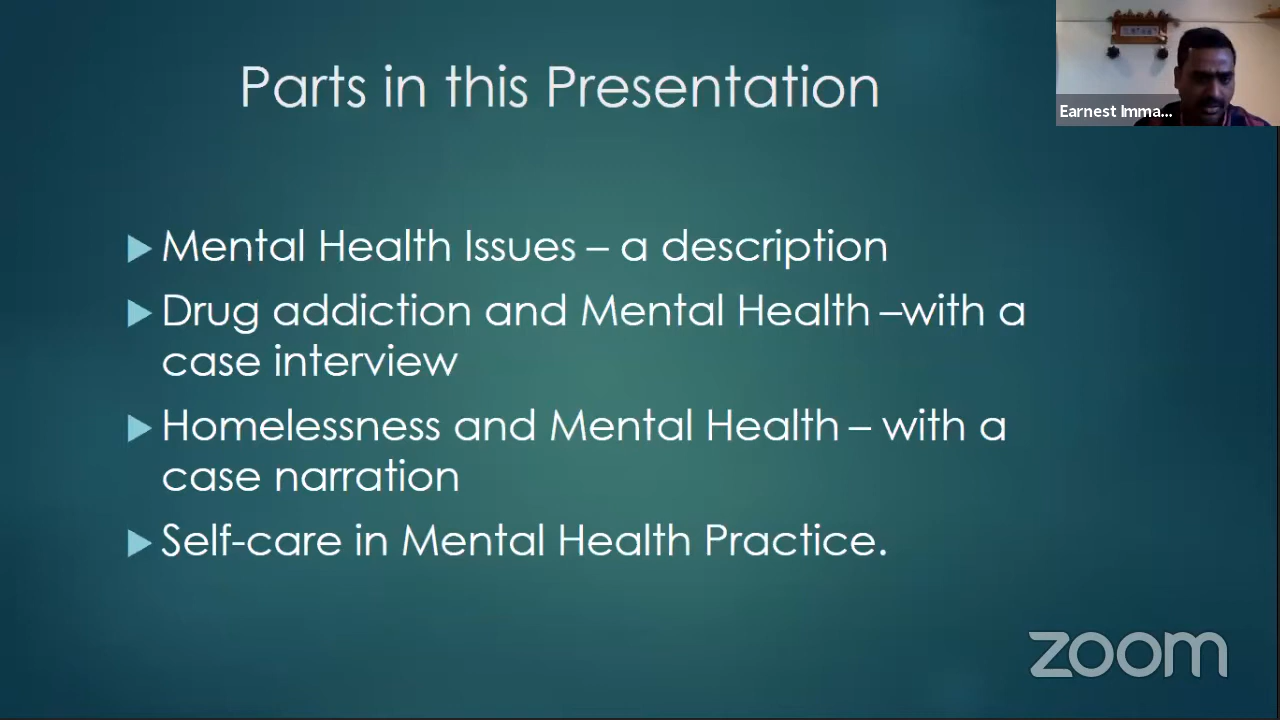 Parts in this Presentation
Earnest Imma...
Mental Health Issues – a description
Drug addiction and Mental Health –with a
case interview
Homelessness and Mental Health – with a
case narration
Self-care in Mental Health Practice.
zoom